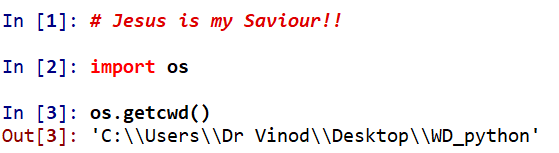 In [1]: # Jesus is my Saviour!!
In [2]: import os
In [3]: os.getcwd()
Out[3]: 'C:\\Users\\Dr Vinod\\Desktop\\WD_python'